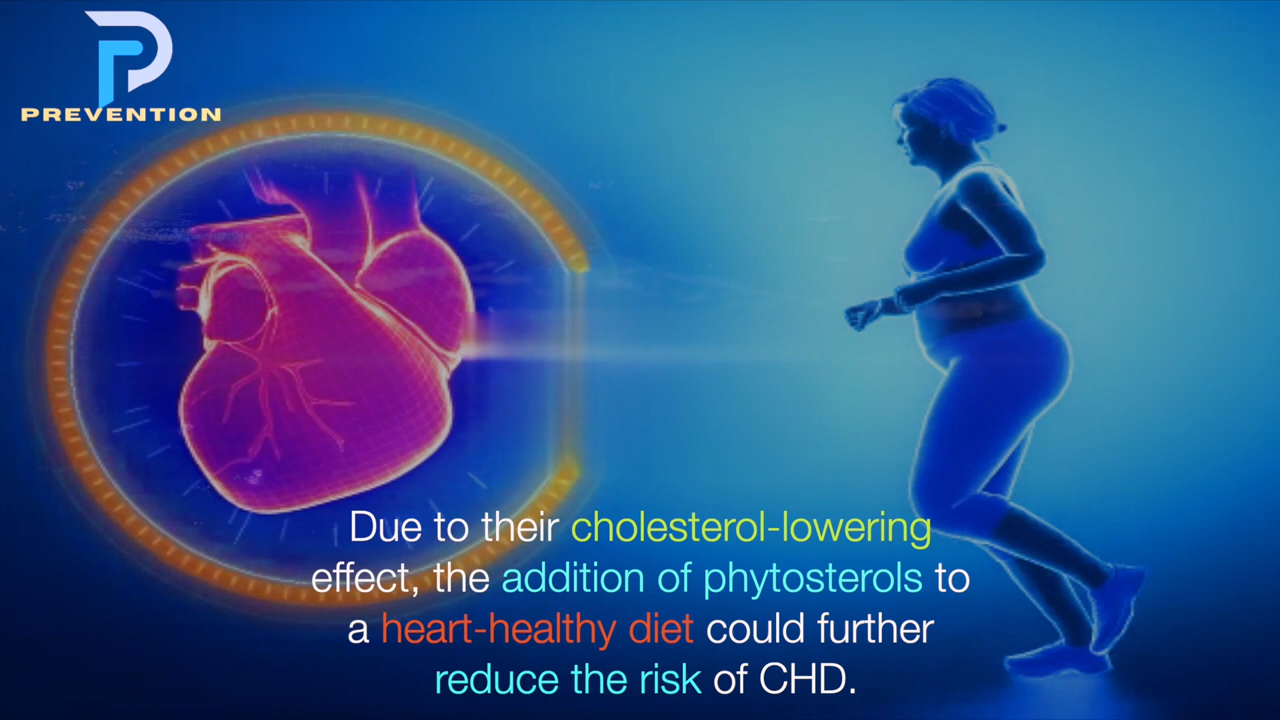 PREVENTION
Due to their cholesterol-lowering
effect, the addition of phytosterols to
a heart-healthy diet could further
reduce the risk of CHD.